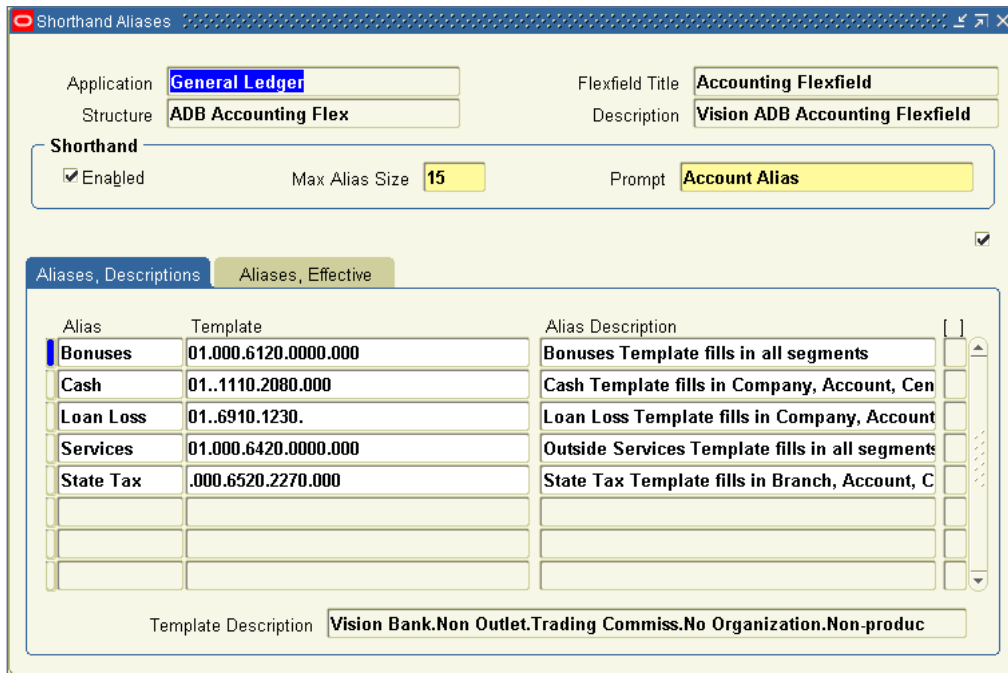 Shorthand Aliases
Application General Ledger Flexfield Title Accounting Flexfield
Structure ADB Accounting Flex Description Vision ADB Accounting Flexfield
Shorthand
Enabled Max Alias Size 15 Prompt Account Alias
Aliases, Descriptions Aliases, Effective
Alias Template Alias Description [ ]
Bonuses 01.000.6120.0000.000 Bonuses Template fills in all segments
Cash 01..1110.2080.000 Cash Template fills in Company, Account, Cen
Loan Loss 01..6910.1230. Loan Loss Template fills in Company, Account
Services 01.000.6420.0000.000 Outside Services Template fills in all segments
State Tax .000.6520.2270.000 State Tax Template fills in Branch, Account, C
Template Description Vision Bank.Non Outlet.Trading Commiss.No Organization.Non-produc